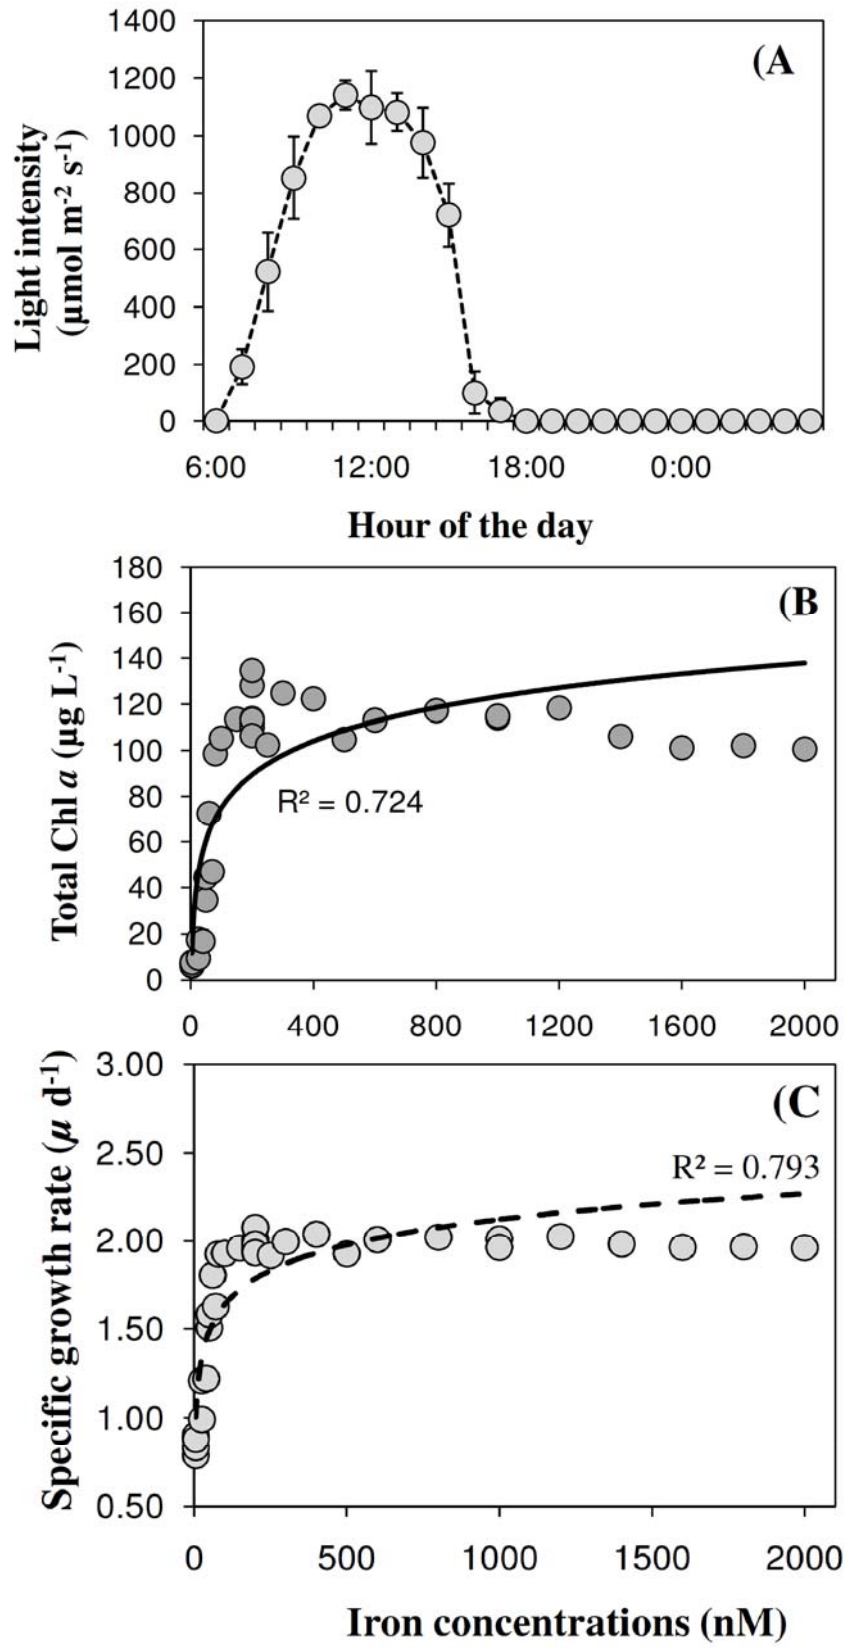 1400
1200
1000
800
600
400
200
0
(A
Light intensity
(µmol m-2 s-1)
6:00 12:00 18:00 0:00
Hour of the day
180
160
140
120
100
80
60
40
20
0
(B
Total Chl a (µg L-1)
R² = 0.724
0 400 800 1200 1600 2000
3.00
2.50
2.00
1.50
1.00
0.50
(C
Specific growth rate (µ d-1)
R² = 0.793
0 500 1000 1500 2000
Iron concentrations (nM)